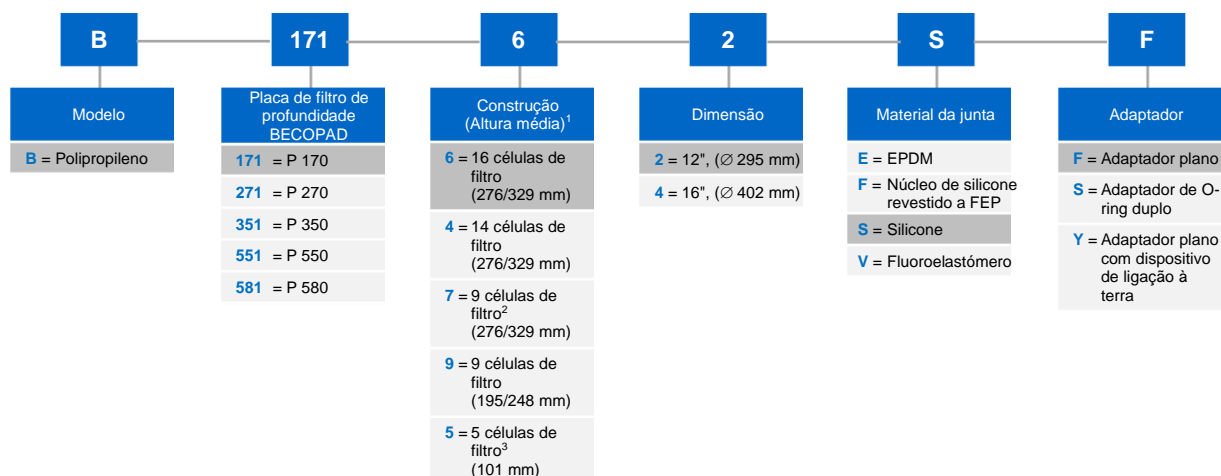 B
171
6
2
S
F
Modelo
B = Polipropileno
Placa de filtro de
profundidade
BECOPAD
171 = P 170
271 = P 270
351 = P 350
551 = P 550
581 = P 580
Construção
(Altura média)1
6 = 16 células de
filtro
(276/329 mm)
4 = 14 células de
filtro
(276/329 mm)
7 = 9 células de
filtro2
(276/329 mm)
9 = 9 células de
filtro
(195/248 mm)
5 = 5 células de
filtro3
(101 mm)
Dimensão
2 = 12", (∅ 295 mm)
4 = 16", (∅ 402 mm)
Material da junta
E = EPDM
F = Núcleo de silicone
revestido a FEP
S = Silicone
V = Fluoroelastómero
Adaptador
F = Adaptador plano
S = Adaptador de O-
ring duplo
Y = Adaptador plano
com dispositivo
de ligação à
terra